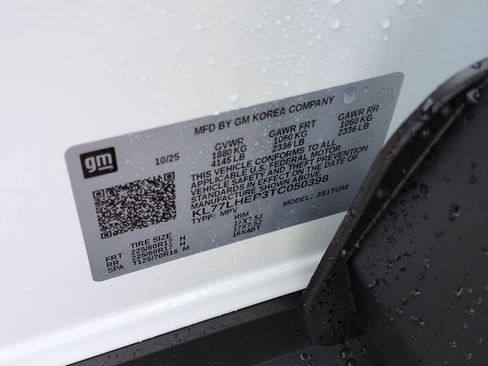 MFD BY GM KOREA COMPANY
gm
10/25
GVWR GAWR FRT GAWR RR
1880 KG 1060 KG 1060 KG
4145 LB 2336 LB 2336 LB
THIS VEHICLE CONFORMS TO ALL
APPLICABLE U.S. FEDERAL MOTOR
VEHICLE SAFETY AND THEFT PREVENTION
STANDARDS IN EFFECT ON THE DATE OF
MANUFACTURE SHOWN ABOVE.
KL77LHEP3TC050398
TYPE: MPV MODEL: 381TUS8
TIRE SIZE RIM
FRT 225/60R17 H 17X7.5J
RR 225/60R17 H 17X7.5J
SPA T125/70R16 M 16X4BT